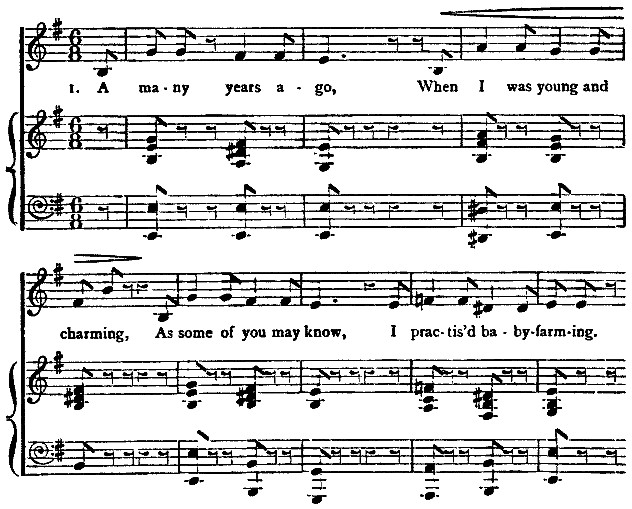 1. A ma - ny years a - go, When I was young and
charming, As some of you may know, I prac - tis'd ba - by-farm-ing.